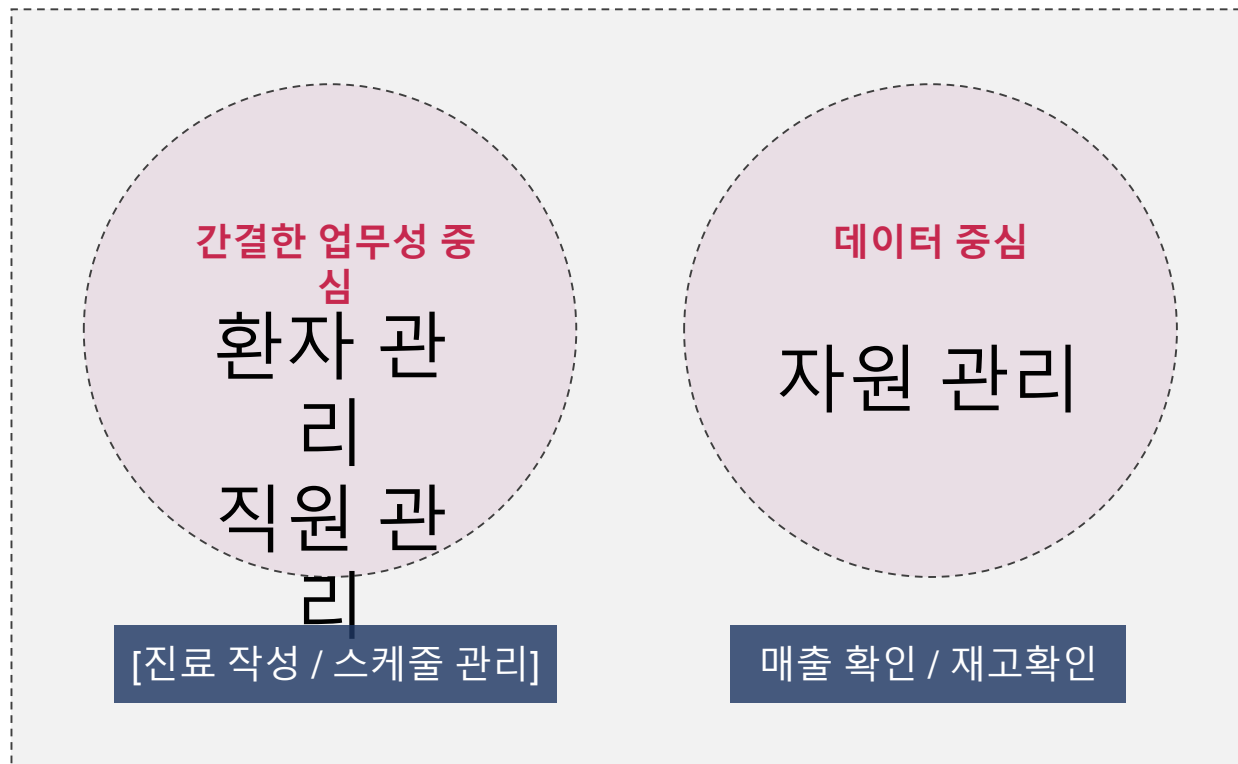 간결한 업무성 중
심
환자 관
리
직원 관
리
[진료 작성 / 스케줄 관리]
데이터 중심
자원 관리
매출 확인 / 재고확인